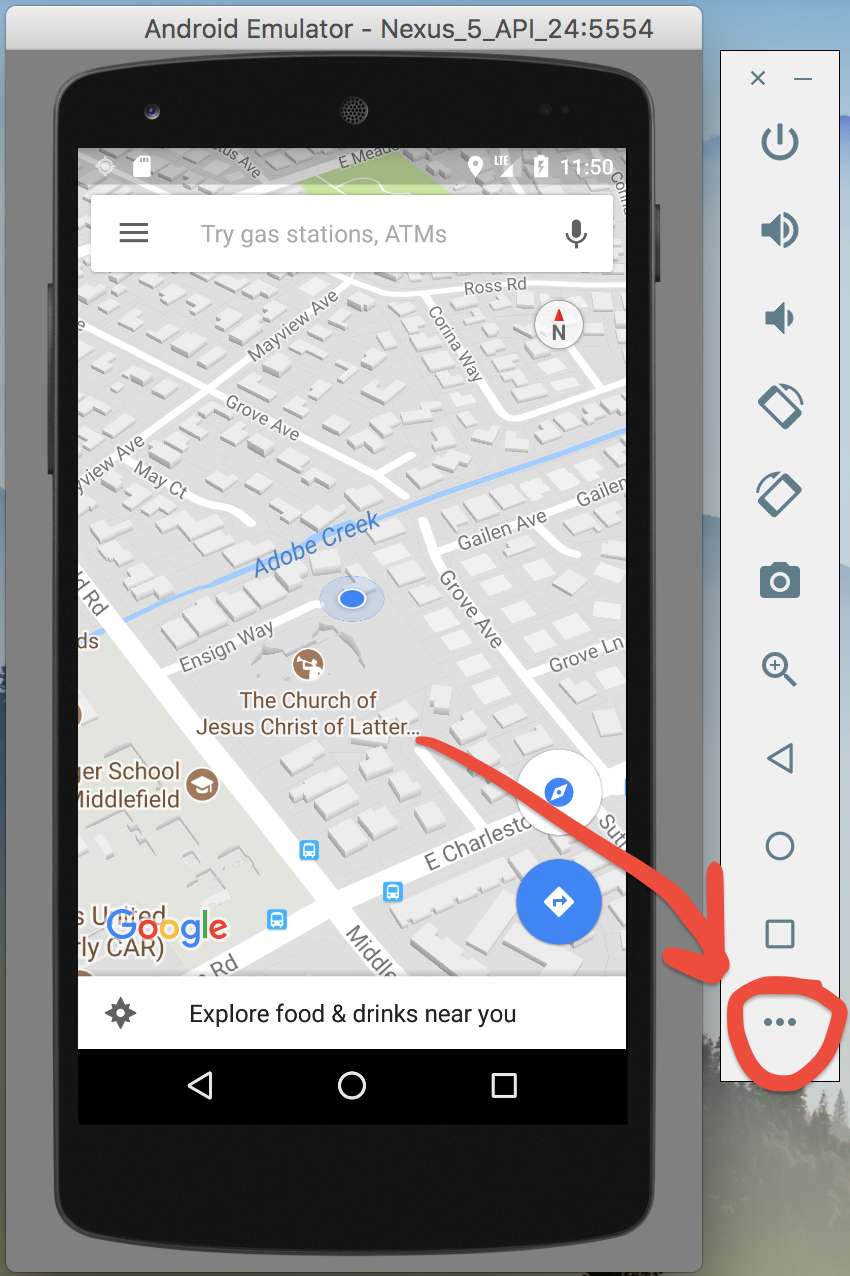 Android Emulator - Nexus_5_API_24:5554
E Mead
LTE
11:50
Try gas stations, ATMs
Ross Rd
N
Mayview Ave
Corina Way
Grove Ave
yview Ave
May Ct
Gailen
Gailen Ave
Adobe Creek
Grove Ave
ld Rd
ds
Ensign Way
Grove Ln
The Church of
Jesus Christ of Latter...
ger School
Middlefield
E Charlesto
Sut
s United
rly CAR)
Google
Middle
n Rd
Explore food & drinks near you